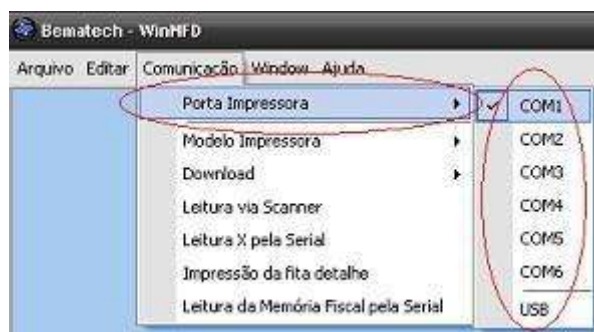 Bematech - WinMFD
Arquivo Editar Comunicação Window Ajuda
Porta Impressora
COM1
Modelo Impressora
COM2
Download
COM3
Leitura via Scanner
COM4
Leitura X pela Serial
COM5
Impressão da fita detalhe
COM6
Leitura da Memória Fiscal pela Serial
USB